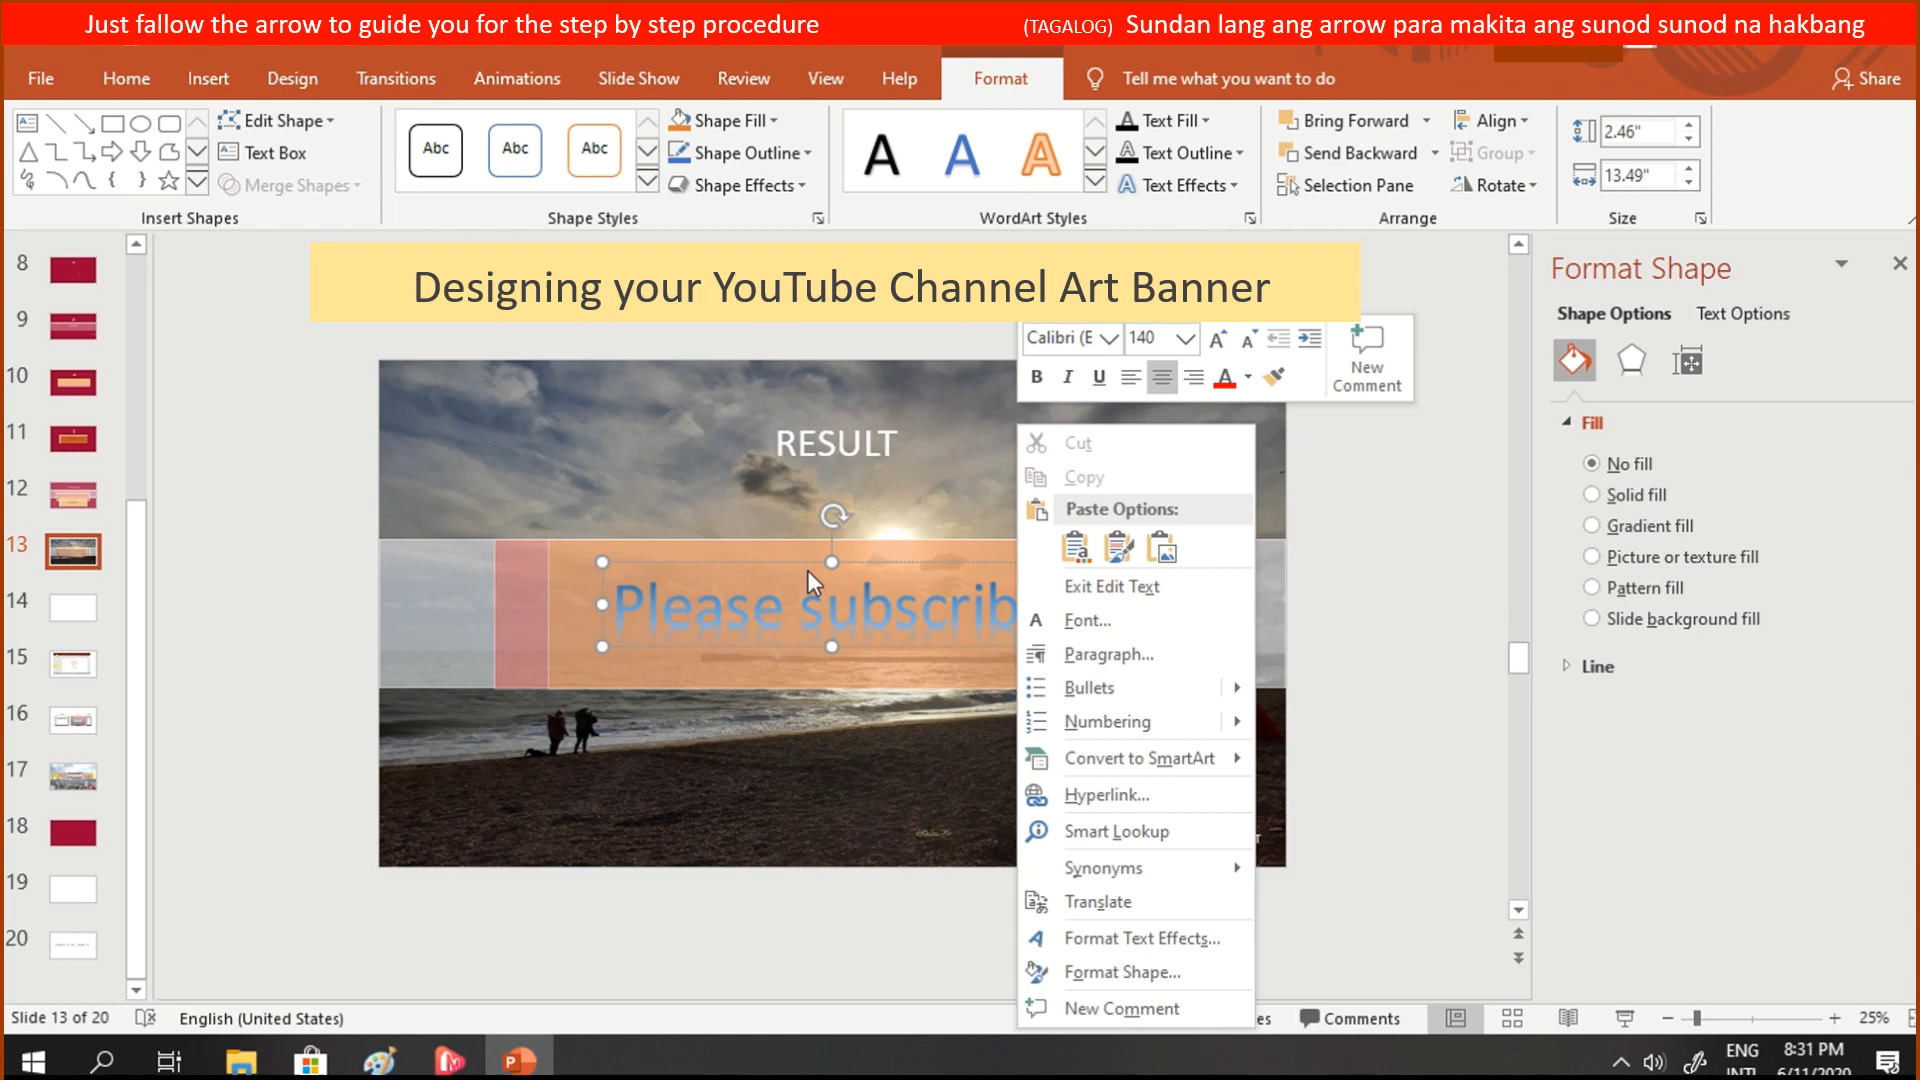 Just fallow the arrow to guide you for the step by step procedure
(TAGALOG) Sundan lang ang arrow para makita ang sunod sunod na hakbang
File Home Insert Design Transitions Animations Slide Show Review View Help Format Tell me what you want to do Share
Edit Shape
Text Box
Merge Shapes
Insert Shapes
Abc Abc Abc
Shape Fill
Shape Outline
Shape Effects
Shape Styles
A A A
Text Fill
Text Outline
Text Effects
WordArt Styles
Bring Forward
Send Backward
Selection Pane
Align
Group
Rotate
Arrange
2.46"
13.49"
Size
8
9
10
11
12
13
14
15
16
17
18
19
20
Designing your YouTube Channel Art Banner
Calibri (E 140
B I U A
New
Comment
RESULT
Please subscrib
Cut
Copy
Paste Options:
Exit Edit Text
Font...
Paragraph...
Bullets
Numbering
Convert to SmartArt
Hyperlink...
Smart Lookup
Synonyms
Translate
Format Text Effects...
Format Shape...
New Comment
Format Shape
Shape Options Text Options
Fill
No fill
Solid fill
Gradient fill
Picture or texture fill
Pattern fill
Slide background fill
Line
Slide 13 of 20 English (United States) es Comments 25%
ENG 8:31 PM
INTL 6/11/2020